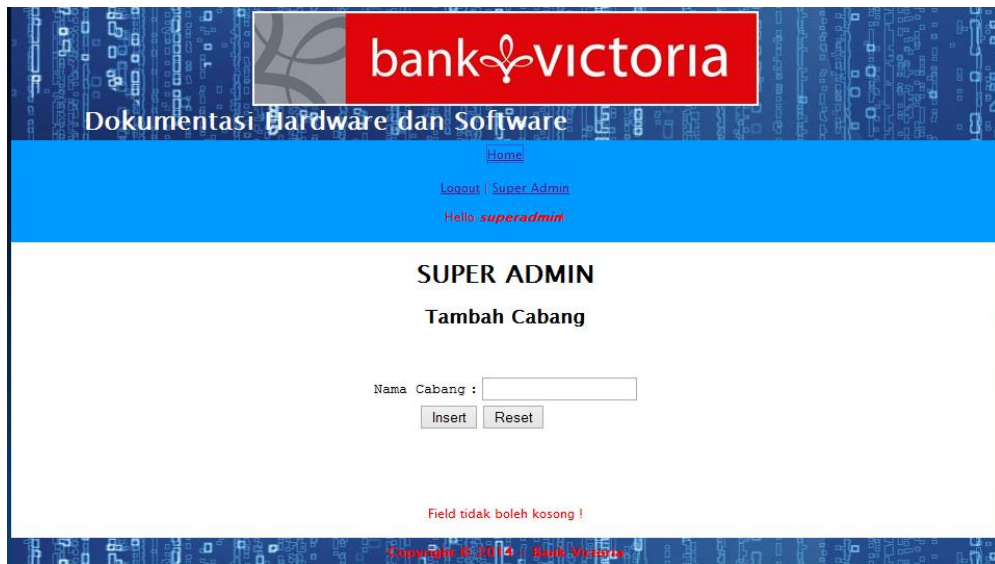 bank victoria
Dokumentasi Hardware dan Software
Home
Logout | Super Admin
Hello superadmin!
SUPER ADMIN
Tambah Cabang
Nama Cabang :
Insert Reset
Field tidak boleh kosong !
Copyright © 2014 - Bank Victoria